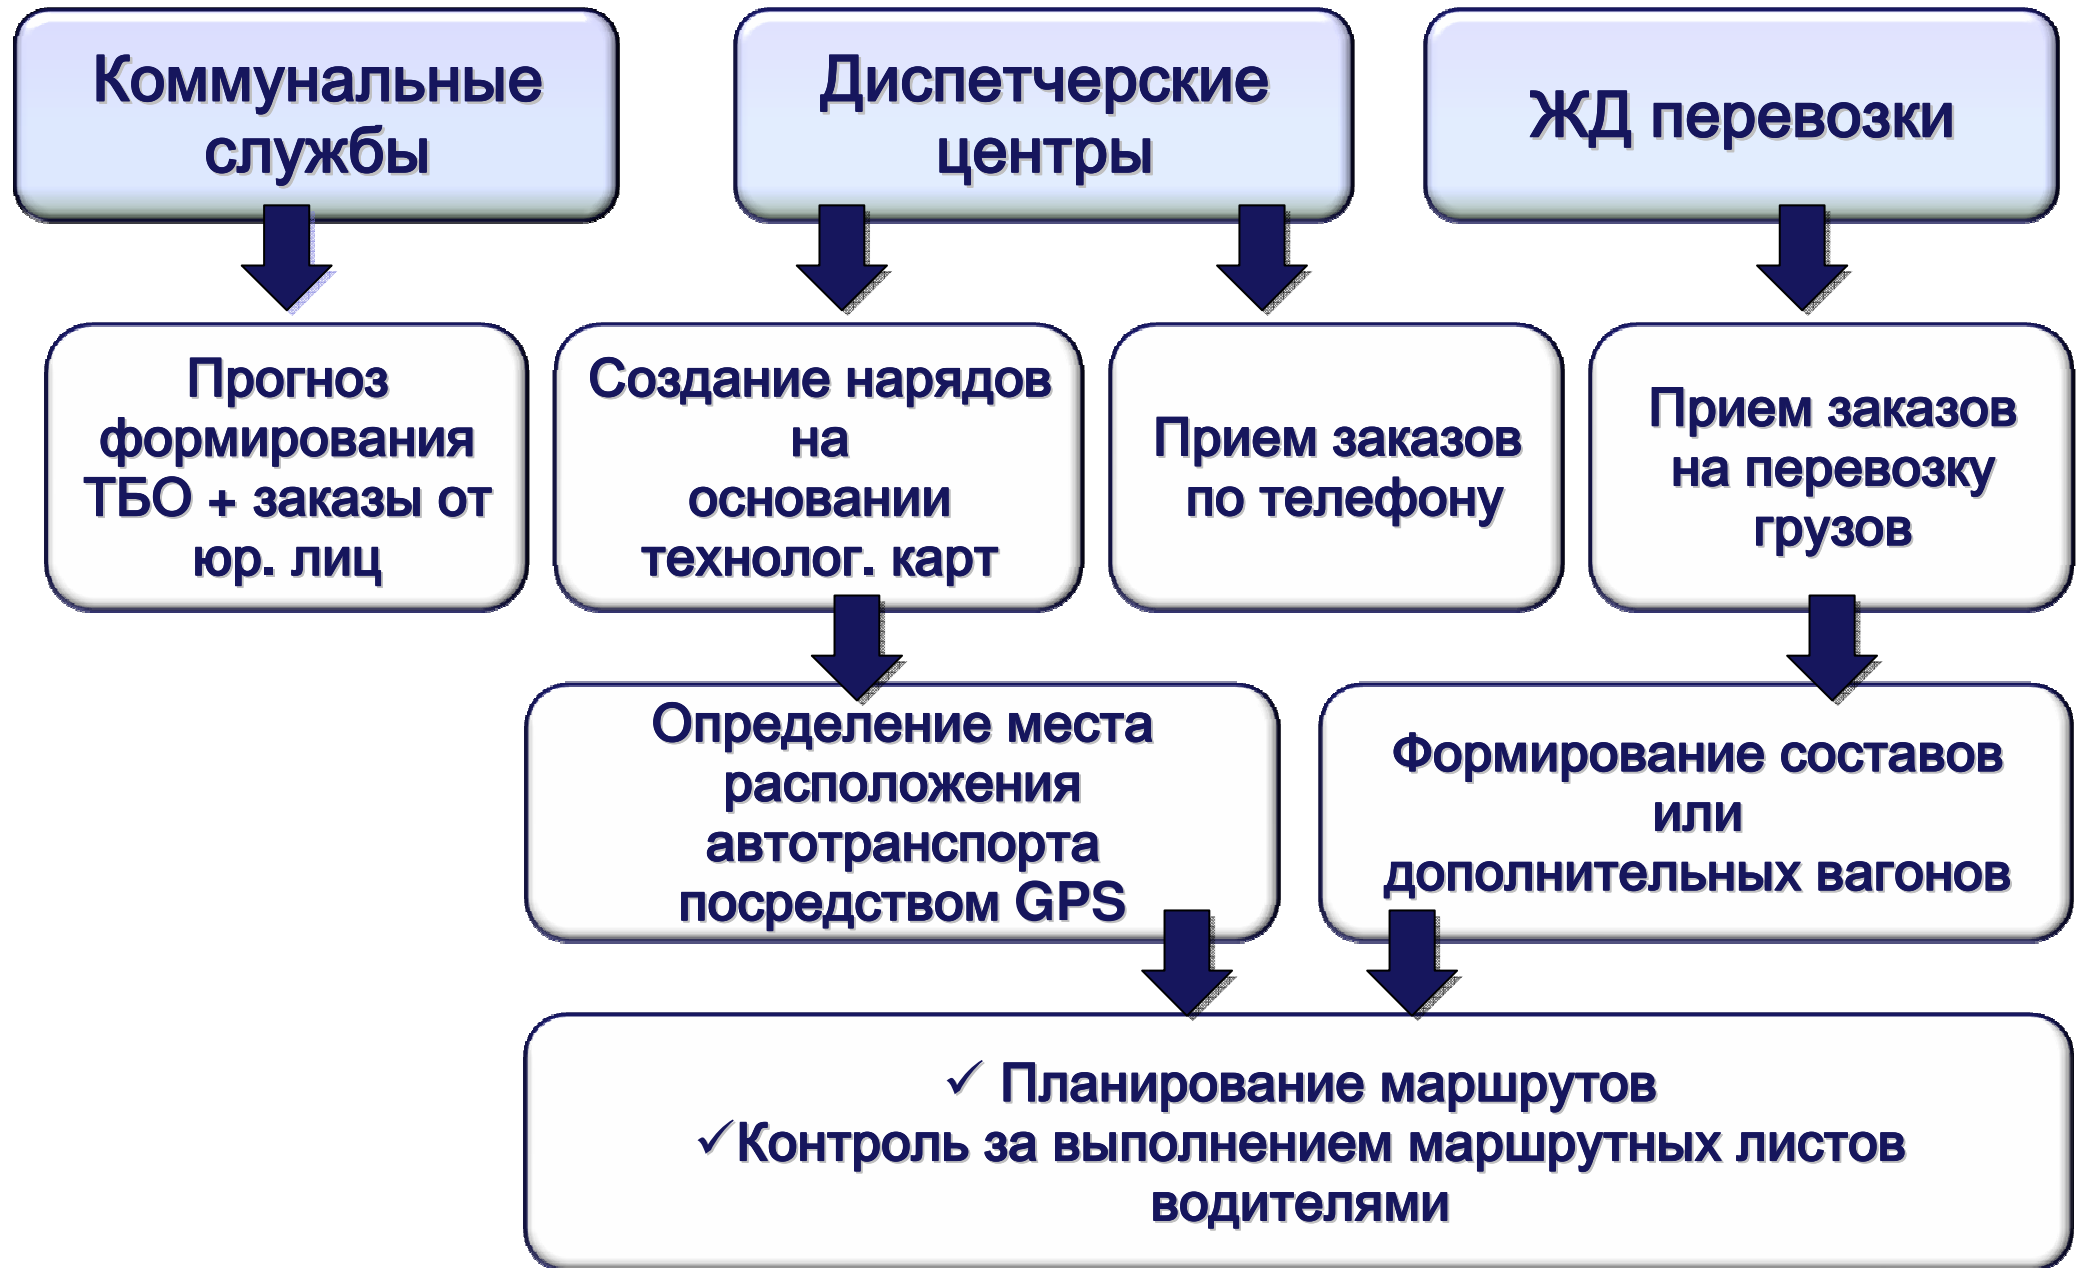 Коммунальные
службы
Диспетчерские
центры
ЖД перевозки
Прогноз
формирования
ТБО + заказы от
юр. лиц
Создание нарядов
на
основании
технолог. карт
Прием заказов
по телефону
Прием заказов
на перевозку
грузов
Определение места
расположения
автотранспорта
посредством GPS
Формирование составов
или
дополнительных вагонов
✓ Планирование маршрутов
✓Контроль за выполнением маршрутных листов
водителями